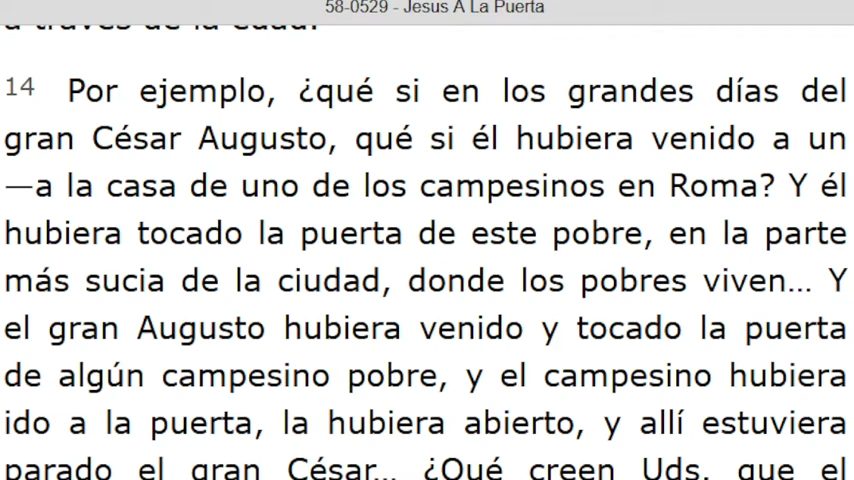 58-0529 - Jesus A La Puerta
a través de la edad.
14 Por ejemplo, ¿qué si en los grandes días del
gran César Augusto, qué si él hubiera venido a un
—a la casa de uno de los campesinos en Roma? Y él
hubiera tocado la puerta de este pobre, en la parte
más sucia de la ciudad, donde los pobres viven... Y
el gran Augusto hubiera venido y tocado la puerta
de algún campesino pobre, y el campesino hubiera
ido a la puerta, la hubiera abierto, y allí estuviera
parado el gran César... ¿Qué creen Uds. que el